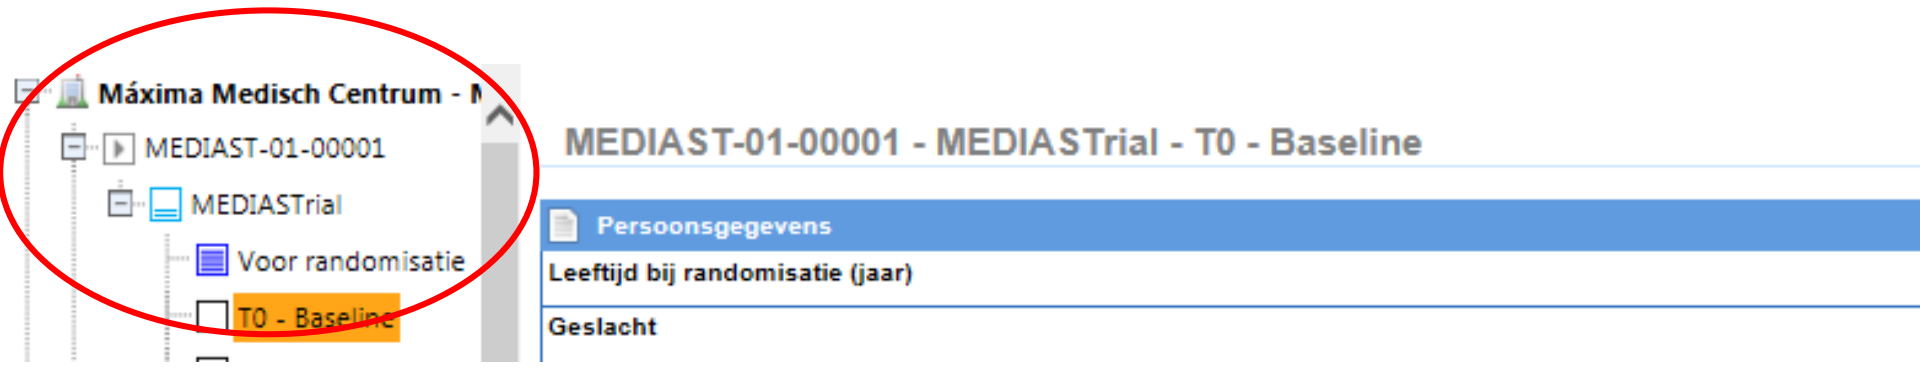 Máxima Medisch Centrum -
MEDIAST-01-00001
MEDIASTrial
Voor randomisatie
T0 - Baseline
MEDIAST-01-00001 - MEDIASTrial - T0 - Baseline
Persoonsgegevens
Leeftijd bij randomisatie (jaar)
Geslacht